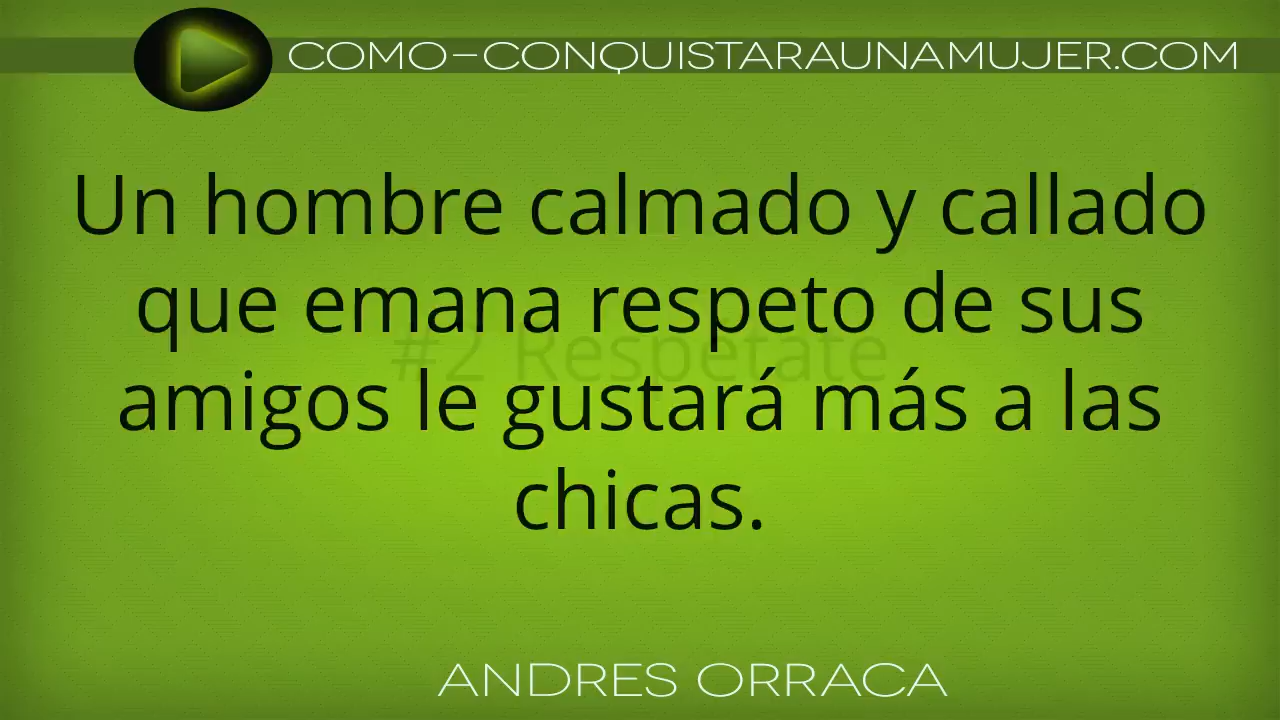 COMO-CONQUISTARAUNAMUJER.COM
Un hombre calmado y callado
que emana respeto de sus
#2 Respetate
amigos le gustará más a las
chicas.
ANDRES ORRACA